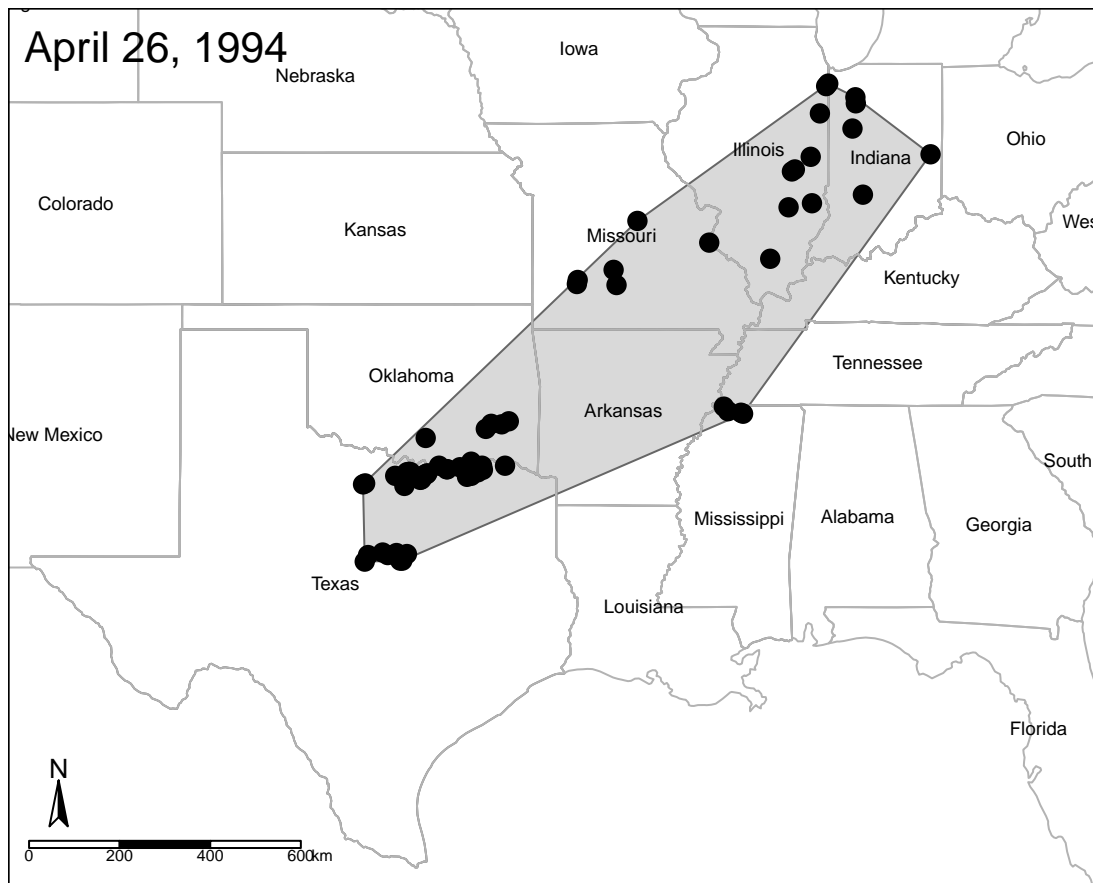 April 26, 1994
Iowa
Nebraska
Ohio
Illinois
Indiana
Colorado
Kansas
Missouri
Wes
Kentucky
Tennessee
Oklahoma
Arkansas
New Mexico
South
Mississippi
Alabama
Georgia
Texas
Louisiana
Florida
N
0 200 400 600 km